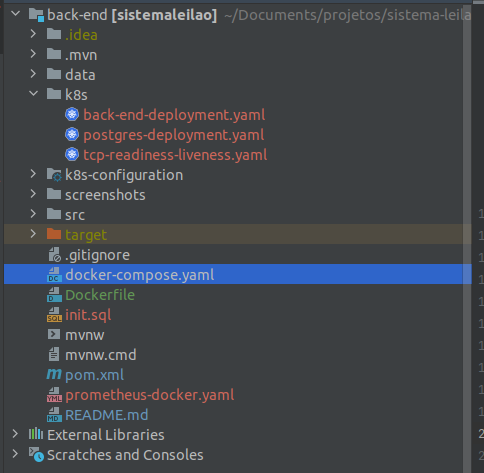 back-end [sistemaleilao] ~/Documents/projetos/sistema-leila
.idea
.mvn
data
k8s
back-end-deployment.yaml
postgres-deployment.yaml
tcp-readiness-liveness.yaml
k8s-configuration
screenshots
src
target
.gitignore
docker-compose.yaml
Dockerfile
init.sql
mvnw
mvnw.cmd
pom.xml
prometheus-docker.yaml
README.md
External Libraries
Scratches and Consoles